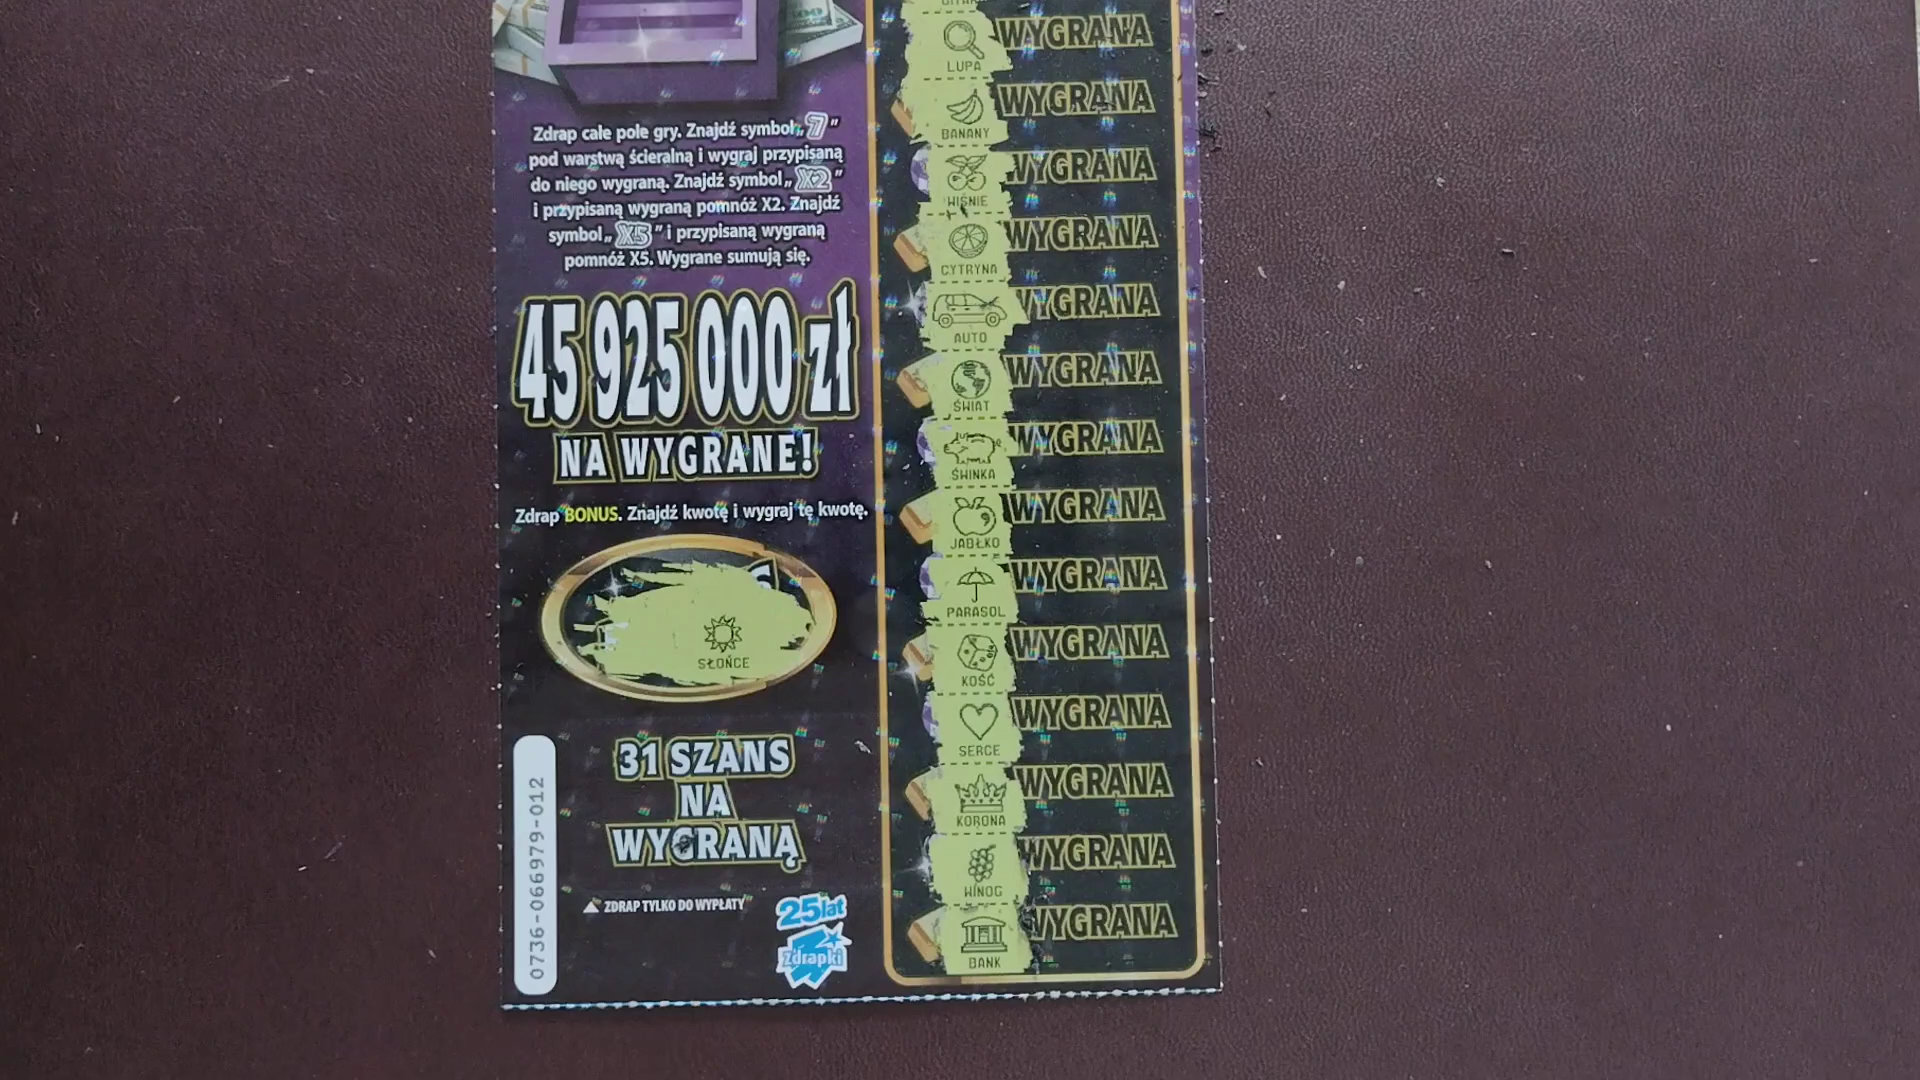 Zdrap całe pole gry. Znajdź symbol „7”
pod warstwą ścieralną i wygraj przypisaną
do niego wygraną. Znajdź symbol „X2”
i przypisaną wygraną pomnóż X2. Znajdź
symbol „X5” i przypisaną wygraną
pomnóż X5. Wygrane sumują się.
45 925 000 zł
NA WYGRANE!
Zdrap BONUS. Znajdź kwotę i wygraj tę kwotę.
SŁOŃCE
31 SZANS
NA
WYGRANĄ
ZDRAP TYLKO DO WYPŁATY
25 lat
Zdrapki
0736-066979-012
WYGRANA
LUPA
WYGRANA
BANANY
WYGRANA
WIŚNIE
WYGRANA
CYTRYNA
WYGRANA
AUTO
WYGRANA
ŚWIAT
WYGRANA
ŚWINKA
WYGRANA
JABŁKO
WYGRANA
PARASOL
WYGRANA
KOŚĆ
WYGRANA
SERCE
WYGRANA
KORONA
WYGRANA
WINOG
WYGRANA
BANK